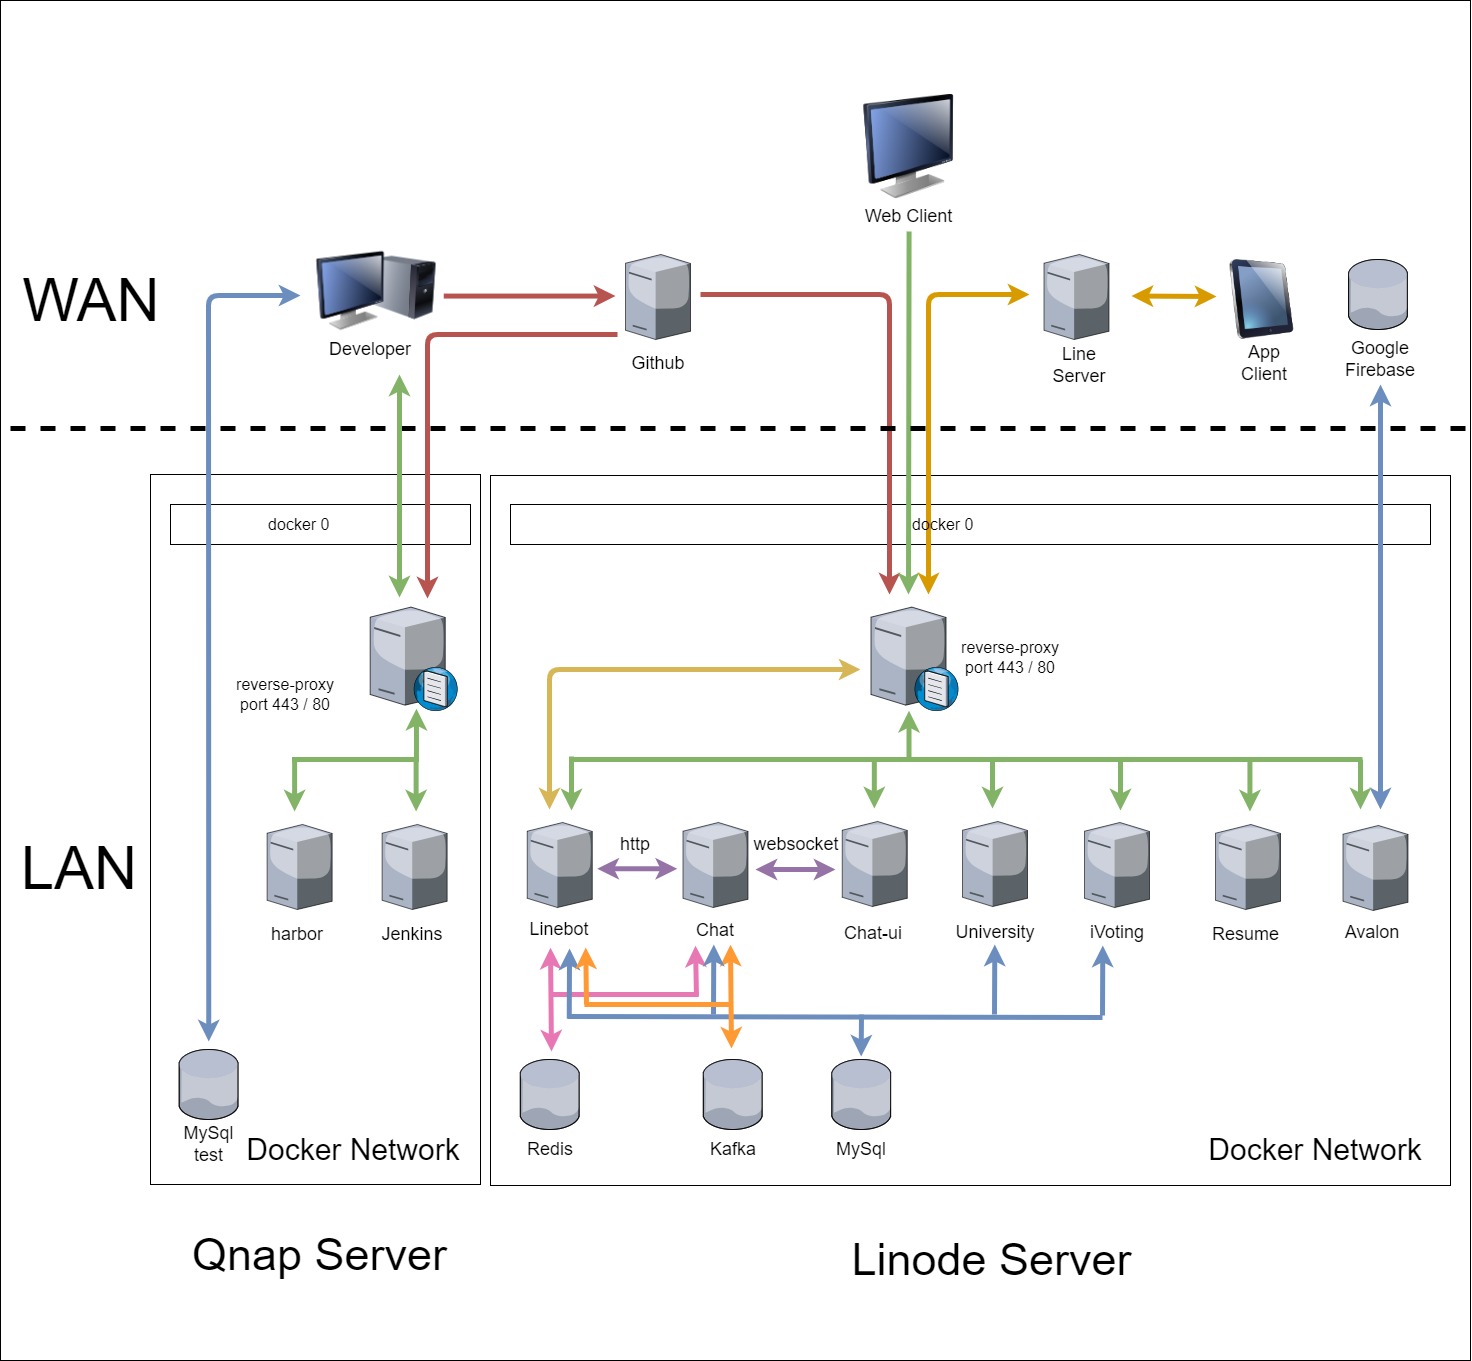 Web Client
WAN
Developer
Github
Line
Server
App
Client
Google
Firebase
docker 0
docker 0
reverse-proxy
port 443 / 80
reverse-proxy
port 443 / 80
LAN
http
websocket
harbor
Jenkins
Linebot
Chat
Chat-ui
University
iVoting
Resume
Avalon
MySql
test
Redis
Kafka
MySql
Docker Network
Docker Network
Qnap Server
Linode Server